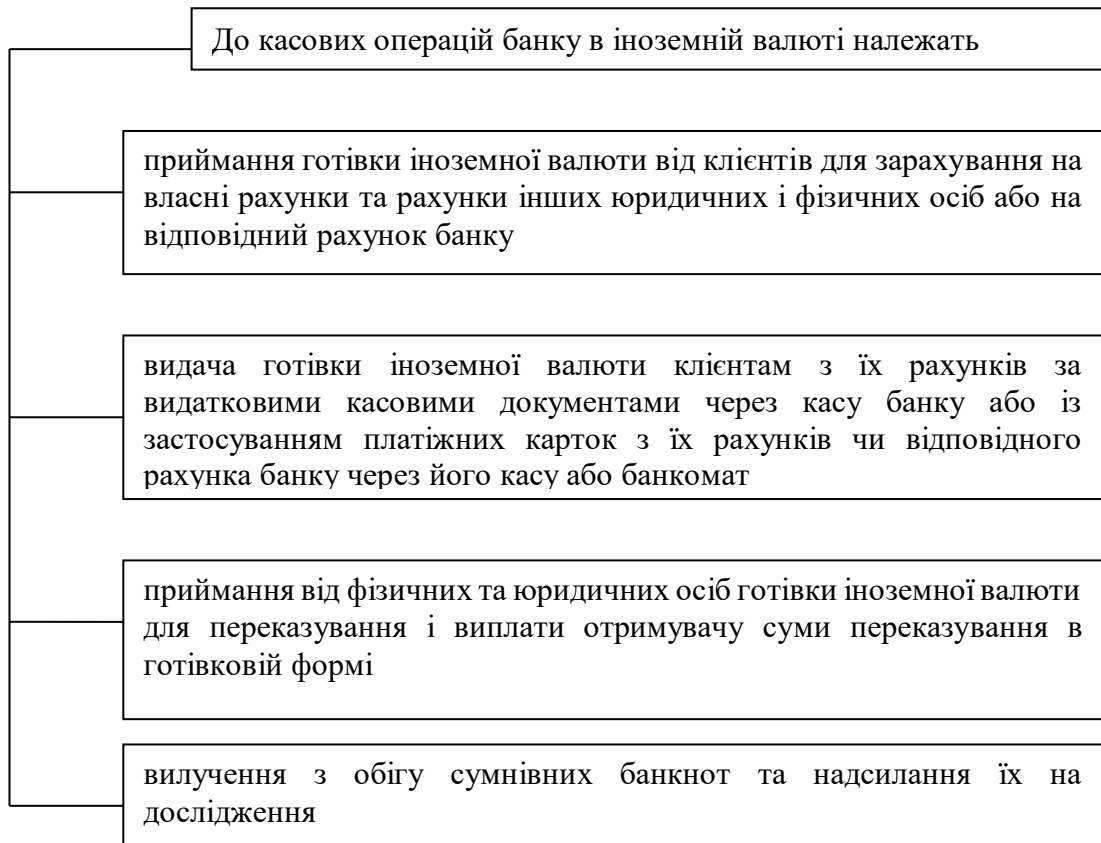 До касових операцій банку в іноземній валюті належать
приймання готівки іноземної валюти від клієнтів для зарахування на
власні рахунки та рахунки інших юридичних і фізичних осіб або на
відповідний рахунок банку
видача готівки іноземної валюти клієнтам з їх рахунків за
видатковими касовими документами через касу банку або із
застосуванням платіжних карток з їх рахунків чи відповідного
рахунка банку через його касу або банкомат
приймання від фізичних та юридичних осіб готівки іноземної валюти
для переказування і виплати отримувачу суми переказування в
готівковій формі
вилучення з обігу сумнівних банкнот та надсилання їх на
дослідження